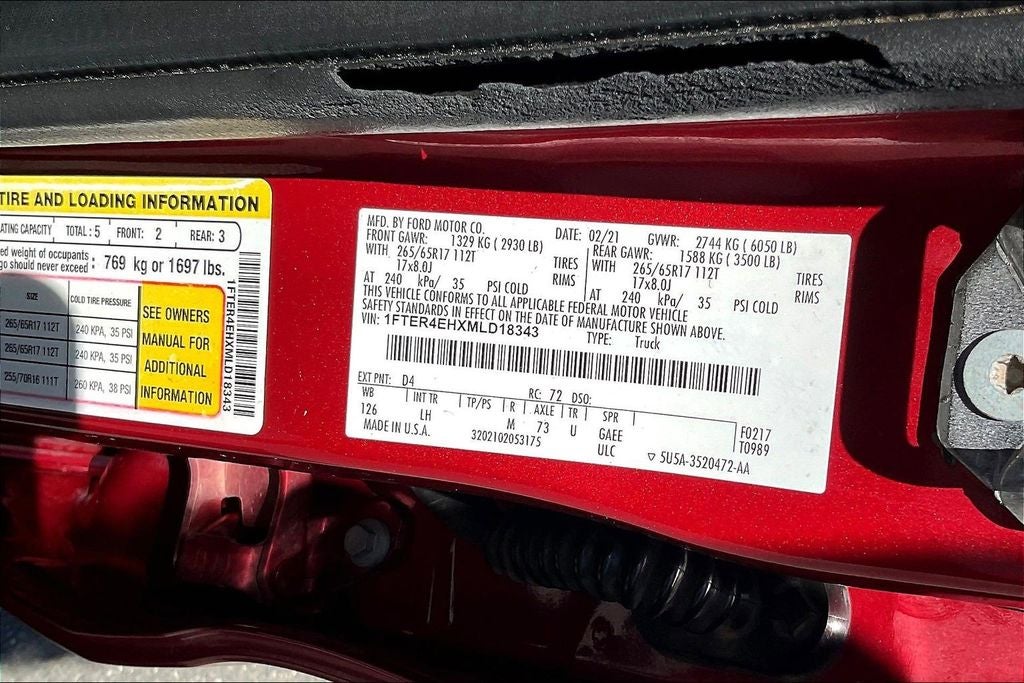 TIRE AND LOADING INFORMATION
ATING CAPACITY TOTAL: 5 FRONT: 2 REAR: 3
ed weight of occupants
go should never exceed : 769 kg or 1697 lbs.
SIZE COLD TIRE PRESSURE
265/65R17 112T 240 KPA, 35 PSI
265/65R17 112T 240 KPA, 35 PSI
255/70R16 111T 260 KPA, 38 PSI
SEE OWNERS
MANUAL FOR
ADDITIONAL
INFORMATION
1FTER4EHXMLD18343
MFD. BY FORD MOTOR CO. DATE: 02/21 GVWR: 2744 KG ( 6050 LB)
FRONT GAWR: 1329 KG ( 2930 LB) REAR GAWR: 1588 KG ( 3500 LB)
WITH 265/65R17 112T TIRES WITH 265/65R17 112T TIRES
17x8.0J RIMS 17x8.0J RIMS
AT 240 kPa/ 35 PSI COLD AT 240 kPa/ 35 PSI COLD
THIS VEHICLE CONFORMS TO ALL APPLICABLE FEDERAL MOTOR VEHICLE
SAFETY STANDARDS IN EFFECT ON THE DATE OF MANUFACTURE SHOWN ABOVE.
VIN: 1FTER4EHXMLD18343 TYPE: Truck
EXT PNT: D4 RC: 72 DSO:
WB INT TR TP/PS R AXLE TR SPR
126 LH M 73 U GAEE F0217
MADE IN U.S.A. 3202102053175 ULC T0989
▽ 5U5A-3520472-AA